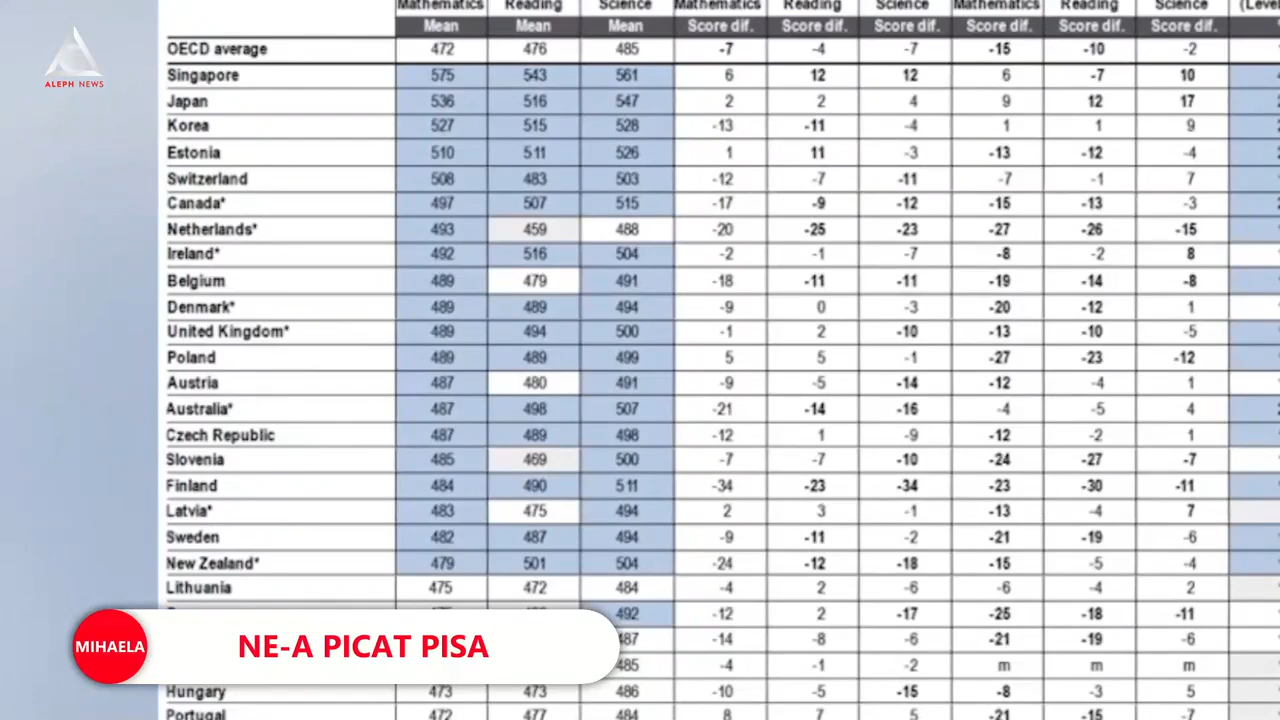 Mathematics Reading Science Mathematics Reading Science Mathematics Reading Science (Level
Mean Mean Mean Score dif. Score dif. Score dif. Score dif. Score dif. Score dif.
OECD average 472 476 485 -7 -4 -7 -15 -10 -2
Singapore 575 543 561 6 12 12 6 -7 10
Japan 536 516 547 2 2 4 9 12 17
Korea 527 515 528 -13 -11 -4 1 1 9
Estonia 510 511 526 1 11 -3 -13 -12 -4
Switzerland 508 483 503 -12 -7 -11 -7 -1 7
Canada* 497 507 515 -17 -9 -12 -15 -13 -3
Netherlands* 493 459 488 -20 -25 -23 -27 -26 -15
Ireland* 492 516 504 -2 -1 -7 -8 -2 8
Belgium 489 479 491 -18 -11 -11 -19 -14 -8
Denmark* 489 489 494 -9 0 -3 -20 -12 1
United Kingdom* 489 494 500 -1 2 -10 -13 -10 -5
Poland 489 489 499 5 5 -1 -27 -23 -12
Austria 487 480 491 -9 -5 -14 -12 -4 1
Australia* 487 498 507 -21 -14 -16 -4 -5 4
Czech Republic 487 489 498 -12 1 -9 -12 -2 1
Slovenia 485 469 500 -7 -7 -10 -24 -27 -7
Finland 484 490 511 -34 -23 -34 -23 -30 -11
Latvia* 483 475 494 2 3 -1 -13 -4 7
Sweden 482 487 494 -9 -11 -2 -21 -19 -6
New Zealand* 479 501 504 -24 -12 -18 -15 -5 -4
Lithuania 475 472 484 -4 2 -6 -6 -4 2
492 -12 2 -17 -25 -18 -11
487 -14 -8 -6 -21 -19 -6
485 -4 -1 -2 m m m
Hungary 473 473 486 -10 -5 -15 -8 -3 5
Portugal 472 477 484 8 7 5 -21 -15 -7
ALEPH NEWS
MIHAELA
NE-A PICAT PISA